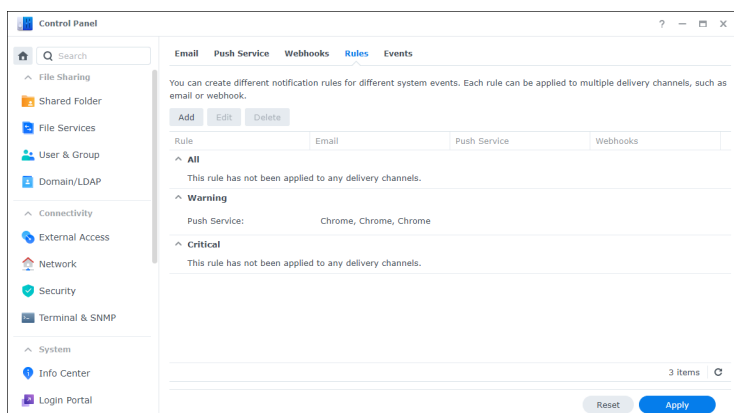 Control Panel
Search
File Sharing
Shared Folder
File Services
User & Group
Domain/LDAP
Connectivity
External Access
Network
Security
Terminal & SNMP
System
Info Center
Login Portal
Email Push Service Webhooks Rules Events
You can create different notification rules for different system events. Each rule can be applied to multiple delivery channels, such as
email or webhook.
Add Edit Delete
Rule Email Push Service Webhooks
All
This rule has not been applied to any delivery channels.
Warning
Push Service: Chrome, Chrome, Chrome
Critical
This rule has not been applied to any delivery channels.
3 items
Reset Apply